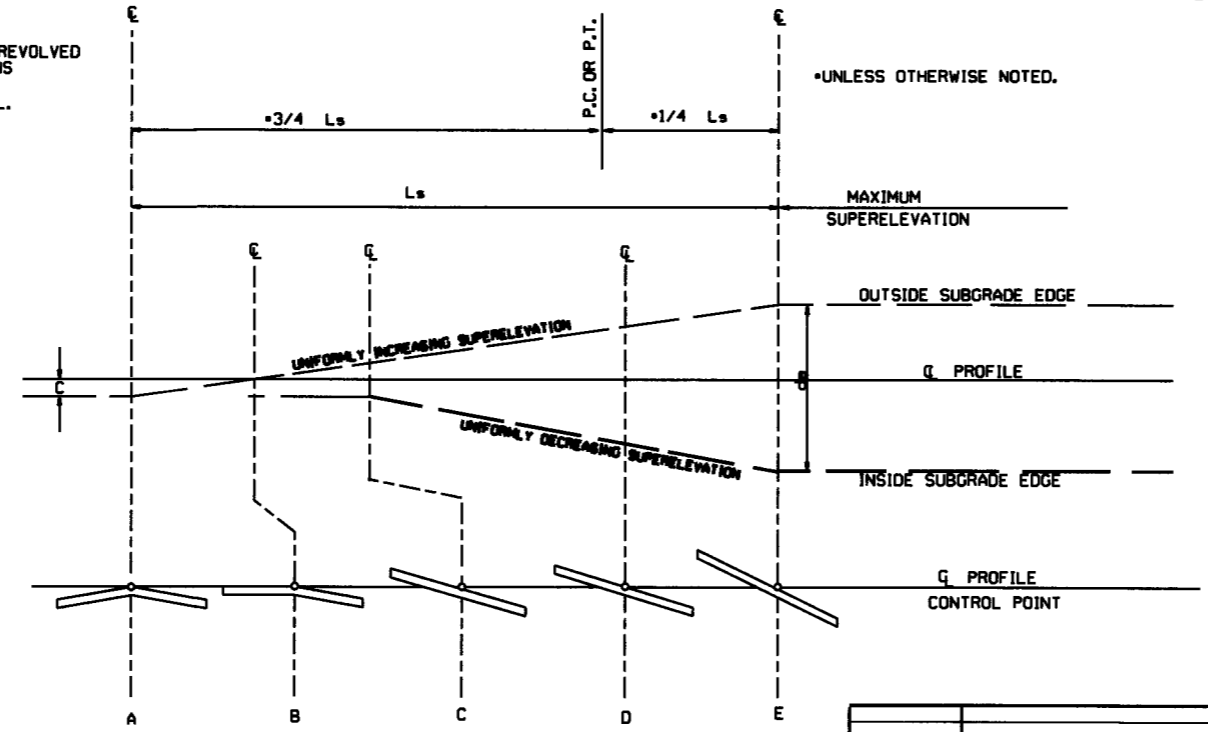 REVOLVED
L.
P.C. OR P.T.
•UNLESS OTHERWISE NOTED.
•3/4 Ls
•1/4 Ls
Ls
MAXIMUM
SUPERELEVATION
℄
℄
℄
℄
℄
OUTSIDE SUBGRADE EDGE
UNIFORMLY INCREASING SUPERELEVATION
C
℄ PROFILE
UNIFORMLY DECREASING SUPERELEVATION
INSIDE SUBGRADE EDGE
℄ PROFILE
CONTROL POINT
A
B
C
D
E